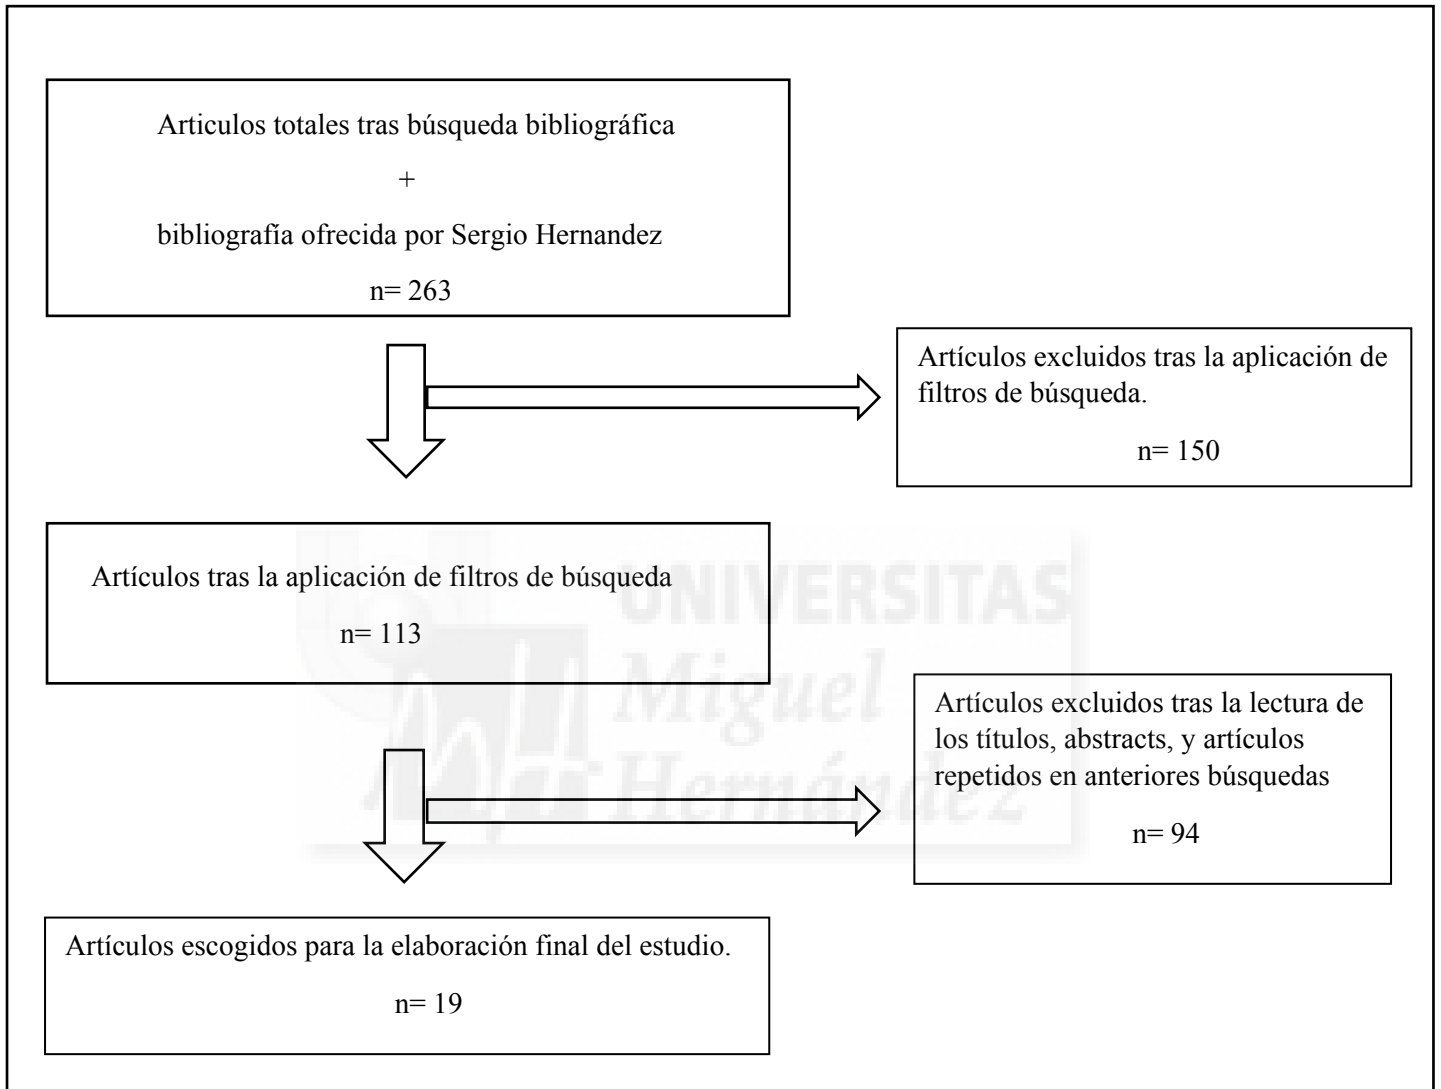 Articulos totales tras búsqueda bibliográfica
+
bibliografía ofrecida por Sergio Hernandez
n= 263
Artículos excluidos tras la aplicación de
filtros de búsqueda.
n= 150
Artículos tras la aplicación de filtros de búsqueda
n= 113
UNIVERSITAS
Miguel
Hernández
Artículos excluidos tras la lectura de
los títulos, abstracts, y artículos
repetidos en anteriores búsquedas
n= 94
Artículos escogidos para la elaboración final del estudio.
n= 19